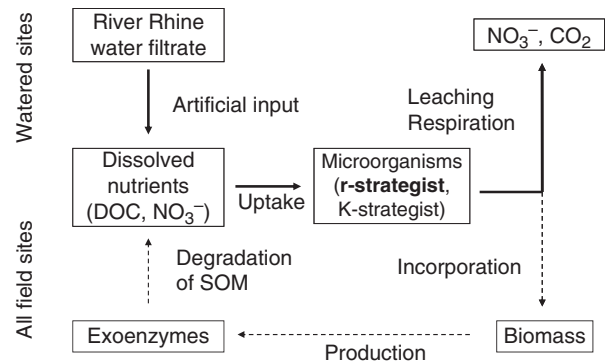 Watered sites
River Rhine
water filtrate
NO₃⁻, CO₂
Artificial input
Leaching
Respiration
Dissolved
nutrients
(DOC, NO₃⁻)
Uptake
Microorganisms
(r-strategist,
K-strategist)
All field sites
Degradation
of SOM
Incorporation
Exoenzymes
Production
Biomass